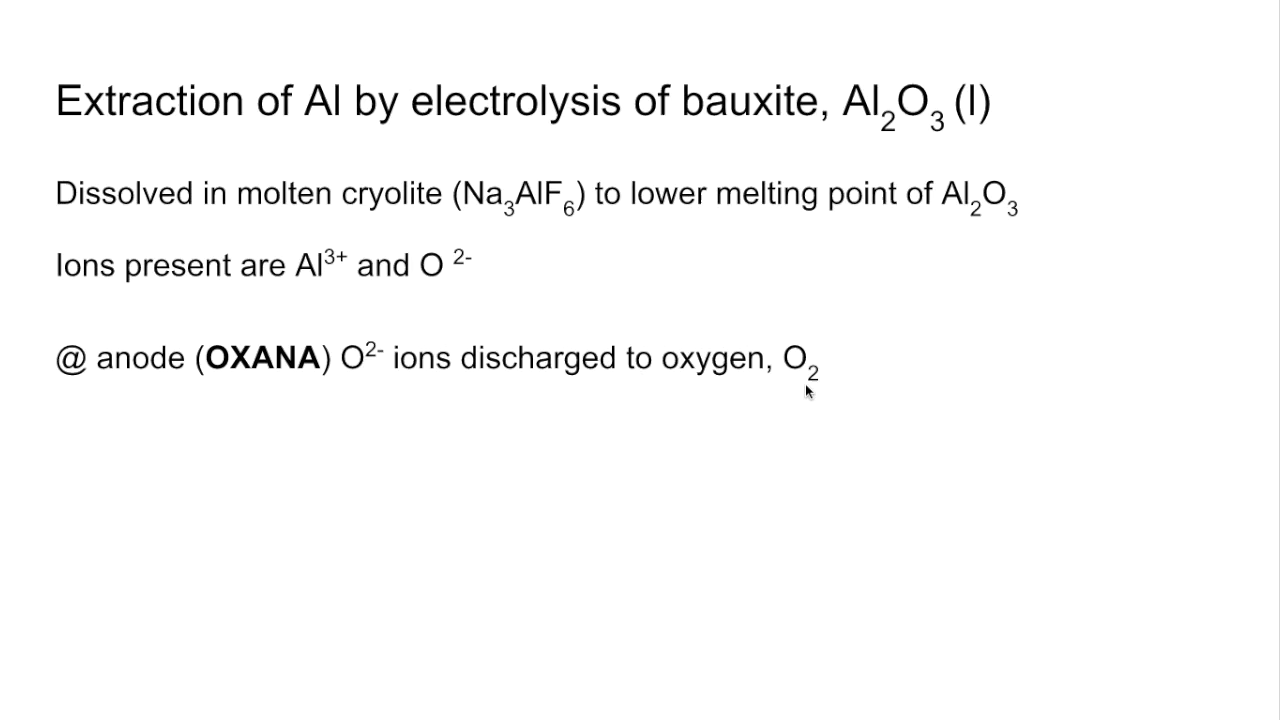 Extraction of Al by electrolysis of bauxite, Al₂O₃ (l)
Dissolved in molten cryolite (Na₃AlF₆) to lower melting point of Al₂O₃
Ions present are Al³⁺ and O ²⁻
@ anode (OXANA) O²⁻ ions discharged to oxygen, O₂